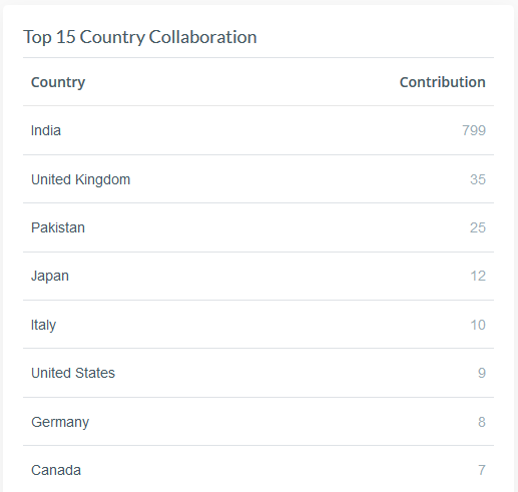 Top 15 Country Collaboration
Country Contribution
India 799
United Kingdom 35
Pakistan 25
Japan 12
Italy 10
United States 9
Germany 8
Canada 7